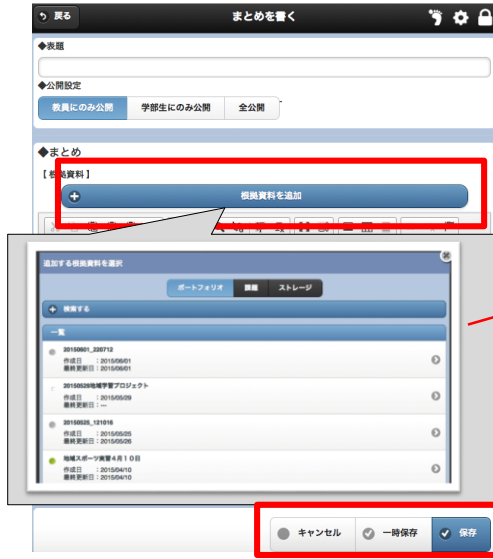 戻る
まとめを書く
◆表題
◆公開設定
教員にのみ公開 学部生にのみ公開 全公開
◆まとめ
【根拠資料】
根拠資料を追加
追加する根拠資料を選択
ポートフォリオ 課題 ストレージ
検索する
一覧
20150601_220712
作成日 : 2015/06/01
最終更新日 : 2015/06/01
20150529地域学習プロジェクト
作成日 : 2015/05/29
最終更新日 : ---
20150525_121016
作成日 : 2015/05/25
最終更新日 : 2015/05/26
地域スポーツ実習4月10日
作成日 : 2015/04/10
最終更新日 : 2015/04/10
キャンセル 一時保存 保存